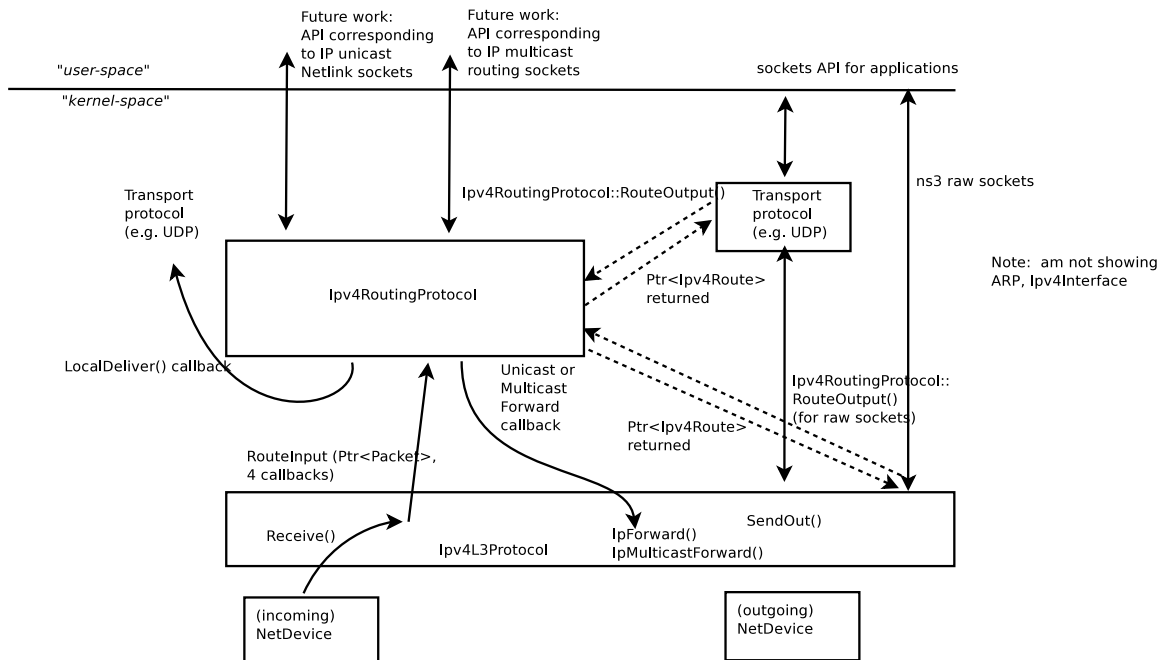 Future work:
API corresponding
to IP unicast
Netlink sockets
Future work:
API corresponding
to IP multicast
routing sockets
"user-space"
sockets API for applications
"kernel-space"
Transport
protocol
(e.g. UDP)
Ipv4RoutingProtocol::RouteOutput()
Transport
protocol
(e.g. UDP)
ns3 raw sockets
Note:  am not showing
ARP, Ipv4Interface
Ipv4RoutingProtocol
Ptr<Ipv4Route>
returned
LocalDeliver() callback
Unicast or
Multicast
Forward
callback
Ipv4RoutingProtocol::
RouteOutput()
(for raw sockets)
Ptr<Ipv4Route>
returned
RouteInput (Ptr<Packet>,
4 callbacks)
Receive()
Ipv4L3Protocol
IpForward()
IpMulticastForward()
SendOut()
(incoming)
NetDevice
(outgoing)
NetDevice